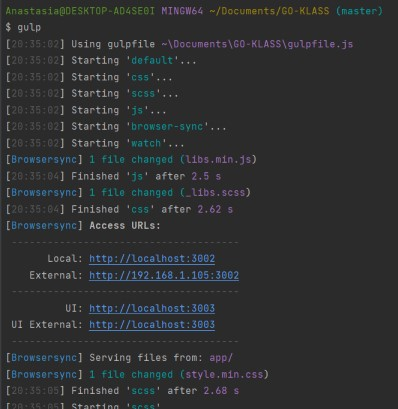 Anastasia@DESKTOP-AD4SE0I MINGW64 ~/Documents/GO-KLASS (master)
$ gulp
[20:35:02] Using gulpfile ~\Documents\GO-KLASS\gulpfile.js
[20:35:02] Starting 'default'...
[20:35:02] Starting 'css'...
[20:35:02] Starting 'scss'...
[20:35:02] Starting 'js'...
[20:35:02] Starting 'browser-sync'...
[20:35:02] Starting 'watch'...
[Browsersync] 1 file changed (libs.min.js)
[20:35:04] Finished 'js' after 2.5 s
[Browsersync] 1 file changed (_libs.scss)
[20:35:04] Finished 'css' after 2.62 s
[Browsersync] Access URLs:
--------------------------------------
Local: http://localhost:3002
External: http://192.168.1.105:3002
--------------------------------------
UI: http://localhost:3003
UI External: http://localhost:3003
--------------------------------------
[Browsersync] Serving files from: app/
[Browsersync] 1 file changed (style.min.css)
[20:35:05] Finished 'scss' after 2.68 s
[20:35:05] Starting 'scss'